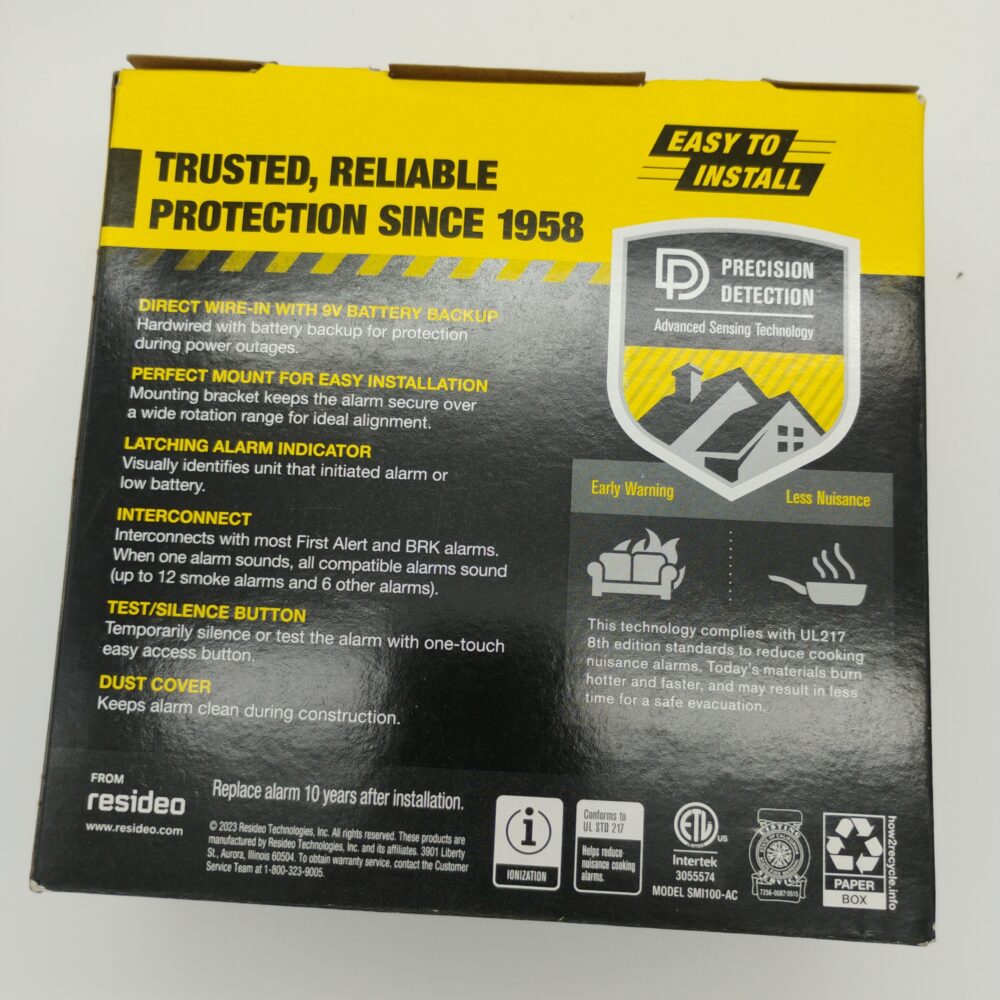 EASY TO
INSTALL
TRUSTED, RELIABLE
PROTECTION SINCE 1958
PRECISION
DETECTION
Advanced Sensing Technology
DIRECT WIRE-IN WITH 9V BATTERY BACKUP
Hardwired with battery backup for protection
during power outages.
PERFECT MOUNT FOR EASY INSTALLATION
Mounting bracket keeps the alarm secure over
a wide rotation range for ideal alignment.
LATCHING ALARM INDICATOR
Visually identifies unit that initiated alarm or
low battery.
INTERCONNECT
Interconnects with most First Alert and BRK alarms.
When one alarm sounds, all compatible alarms sound
(up to 12 smoke alarms and 6 other alarms).
TEST/SILENCE BUTTON
Temporarily silence or test the alarm with one-touch
easy access button.
DUST COVER
Keeps alarm clean during construction.
Early Warning
Less Nuisance
This technology complies with UL217
8th edition standards to reduce cooking
nuisance alarms. Today's materials burn
hotter and faster, and may result in less
time for a safe evacuation.
FROM
resideo
www.resideo.com
Replace alarm 10 years after installation.
© 2023 Resideo Technologies, Inc. All rights reserved. These products are
manufactured by Resideo Technologies, Inc. and its affiliates. 3901 Liberty
St., Aurora, Illinois 60504. To obtain warranty service, contact the Customer
Service Team at 1-800-323-9005.
i
IONIZATION
Conforms to
UL STD 217
Helps reduce
nuisance cooking
alarms.
ETL
US
Intertek
3055574
MODEL SMI100-AC
SERVICE
7256-0087:0515
PAPER
BOX
how2recycle.info